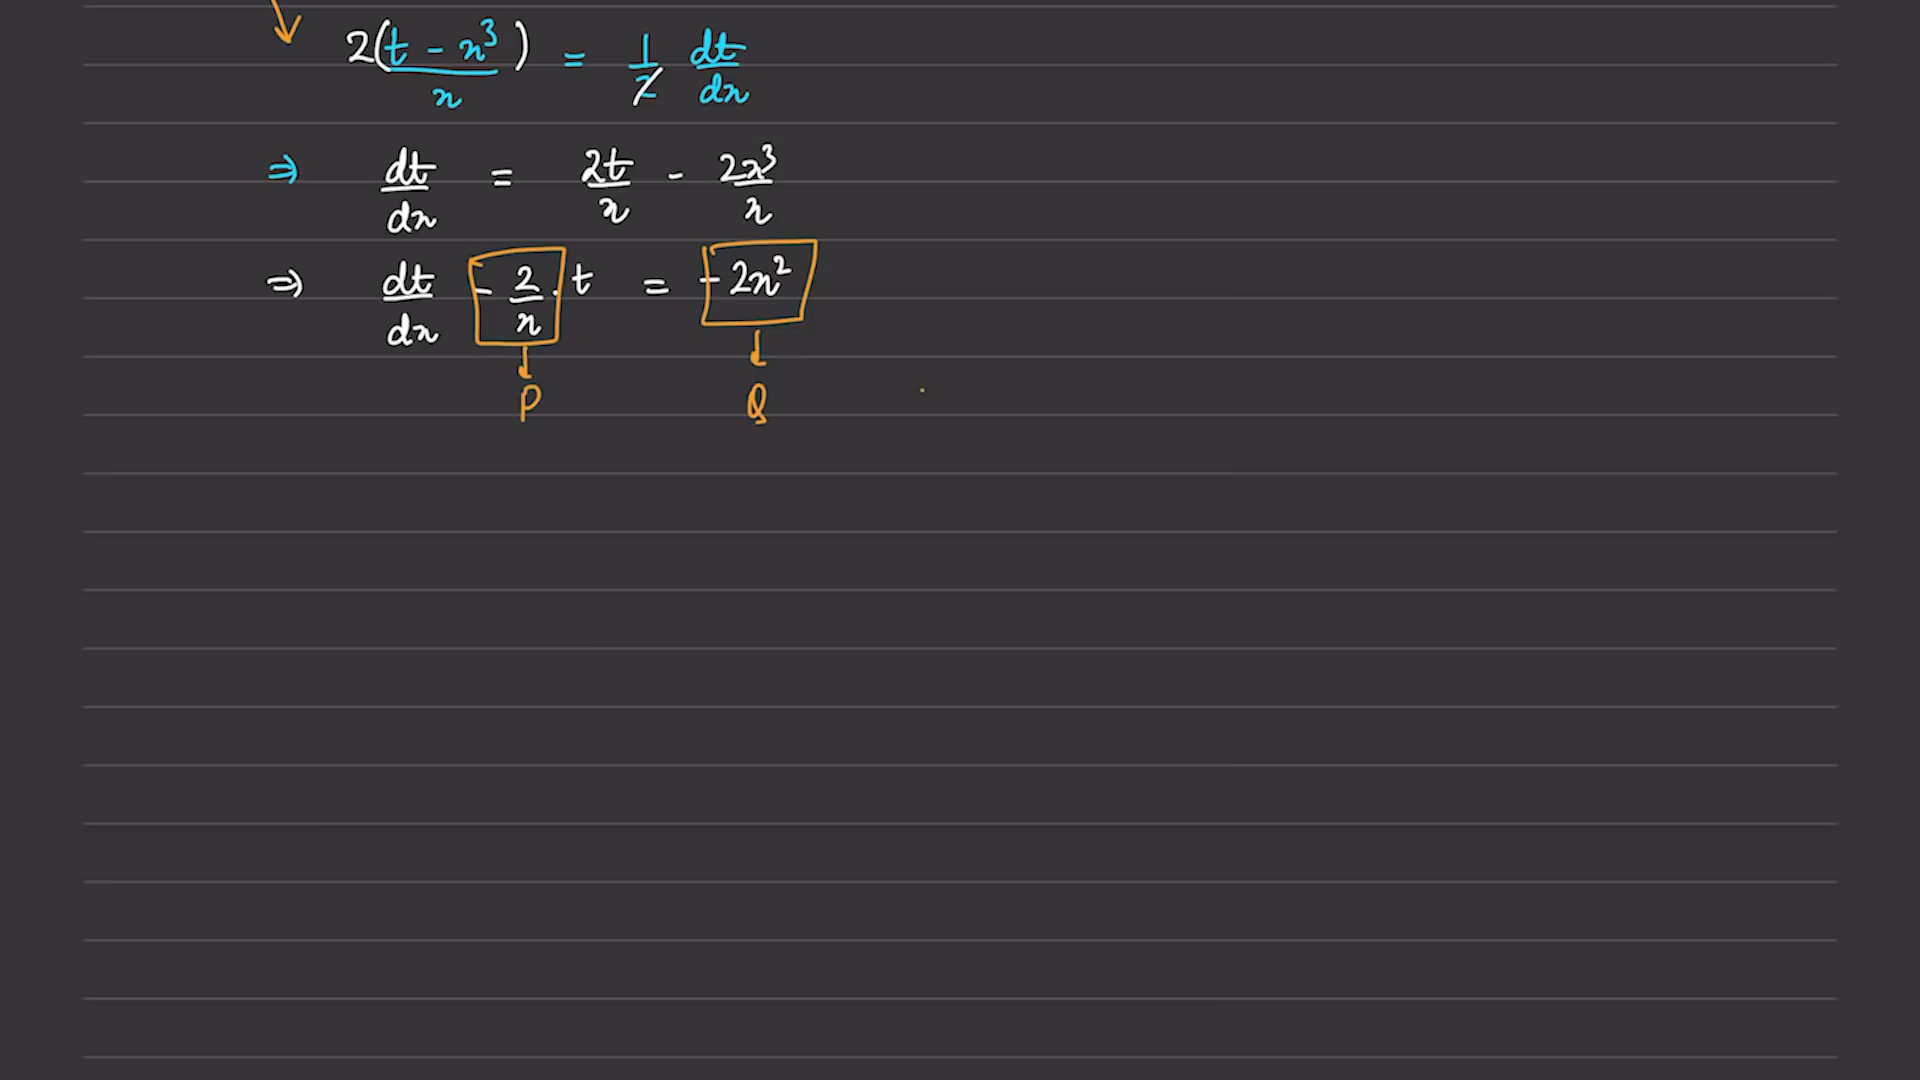 2(t - x³)/x = 1/2 dt/dx
⇒ dt/dx = 2t/x - 2x³/x
⇒ dt/dx - 2/x . t = - 2x²
P Q